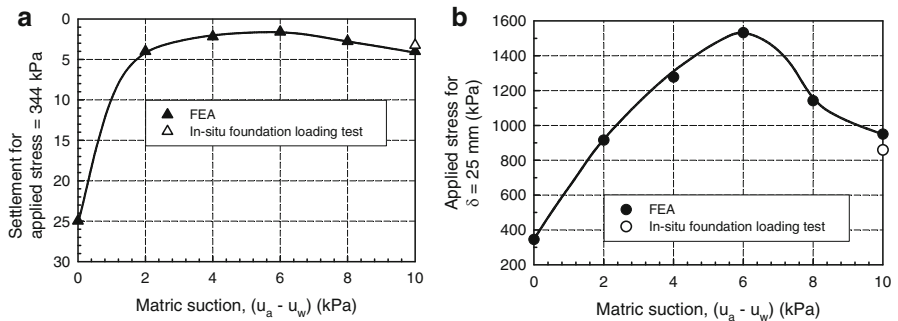 a
Settlement for
applied stress = 344 kPa
0
5
10
15
20
25
30
FEA
In-situ foundation loading test
0 2 4 6 8 10
Matric suction, (ua - uw) (kPa)
b
Applied stress for
δ = 25 mm (kPa)
1600
1400
1200
1000
800
600
400
200
FEA
In-situ foundation loading test
0 2 4 6 8 10
Matric suction, (ua - uw) (kPa)